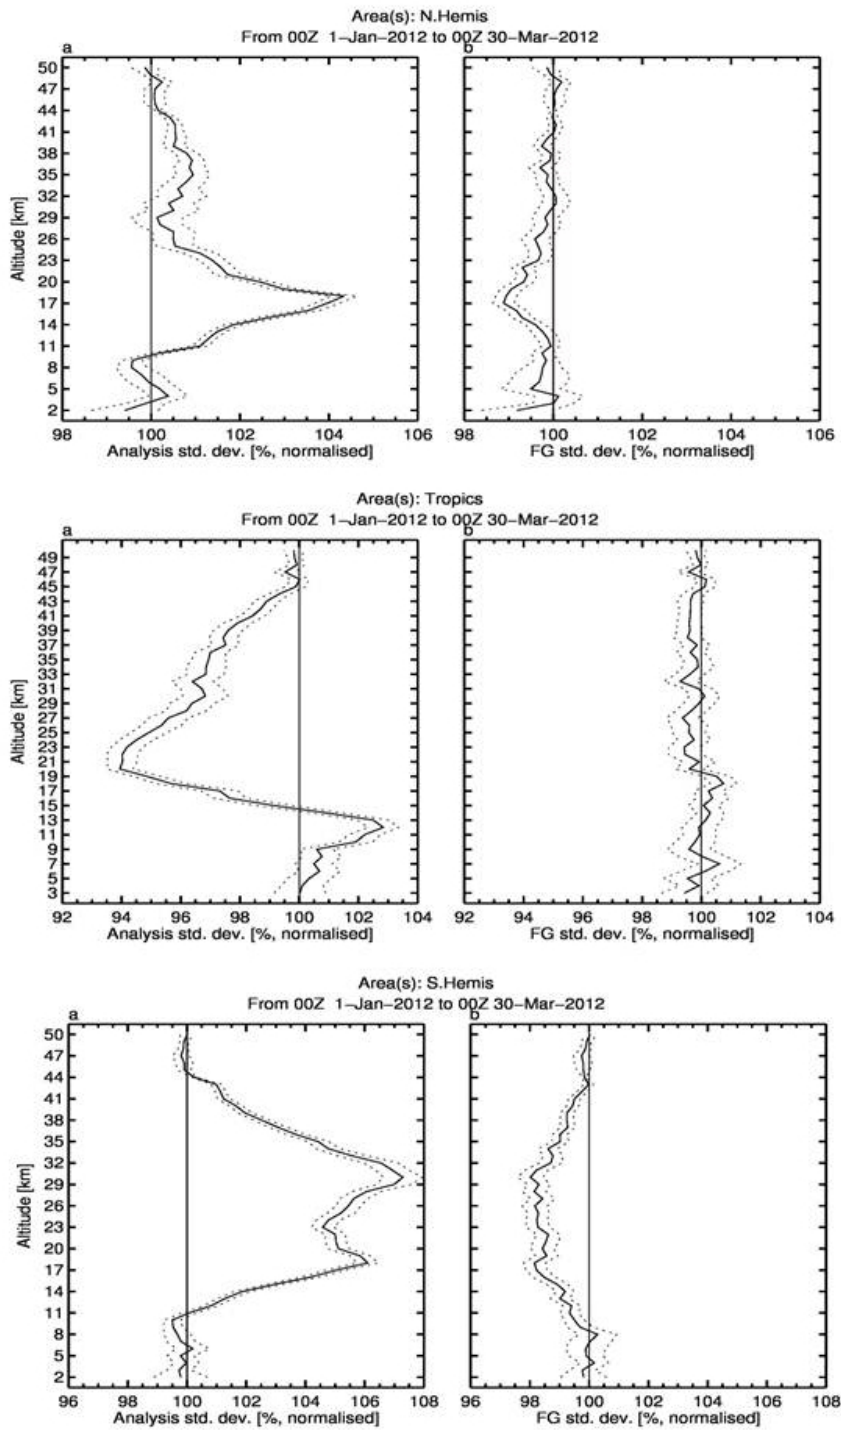 Area(s): N.Hemis
From 00Z 1-Jan-2012 to 00Z 30-Mar-2012
a
b
50
47
44
41
38
35
32
29
26
23
20
17
14
11
8
5
2
Altitude [km]
98 100 102 104 106
98 100 102 104 106
Analysis std. dev. [%, normalised]
FG std. dev. [%, normalised]
Area(s): Tropics
From 00Z 1-Jan-2012 to 00Z 30-Mar-2012
a
b
49
47
45
43
41
39
37
35
33
31
29
27
25
23
21
19
17
15
13
11
9
7
5
3
Altitude [km]
92 94 96 98 100 102 104
92 94 96 98 100 102 104
Analysis std. dev. [%, normalised]
FG std. dev. [%, normalised]
Area(s): S.Hemis
From 00Z 1-Jan-2012 to 00Z 30-Mar-2012
a
b
50
47
44
41
38
35
32
29
26
23
20
17
14
11
8
5
2
Altitude [km]
96 98 100 102 104 106 108
96 98 100 102 104 106 108
Analysis std. dev. [%, normalised]
FG std. dev. [%, normalised]